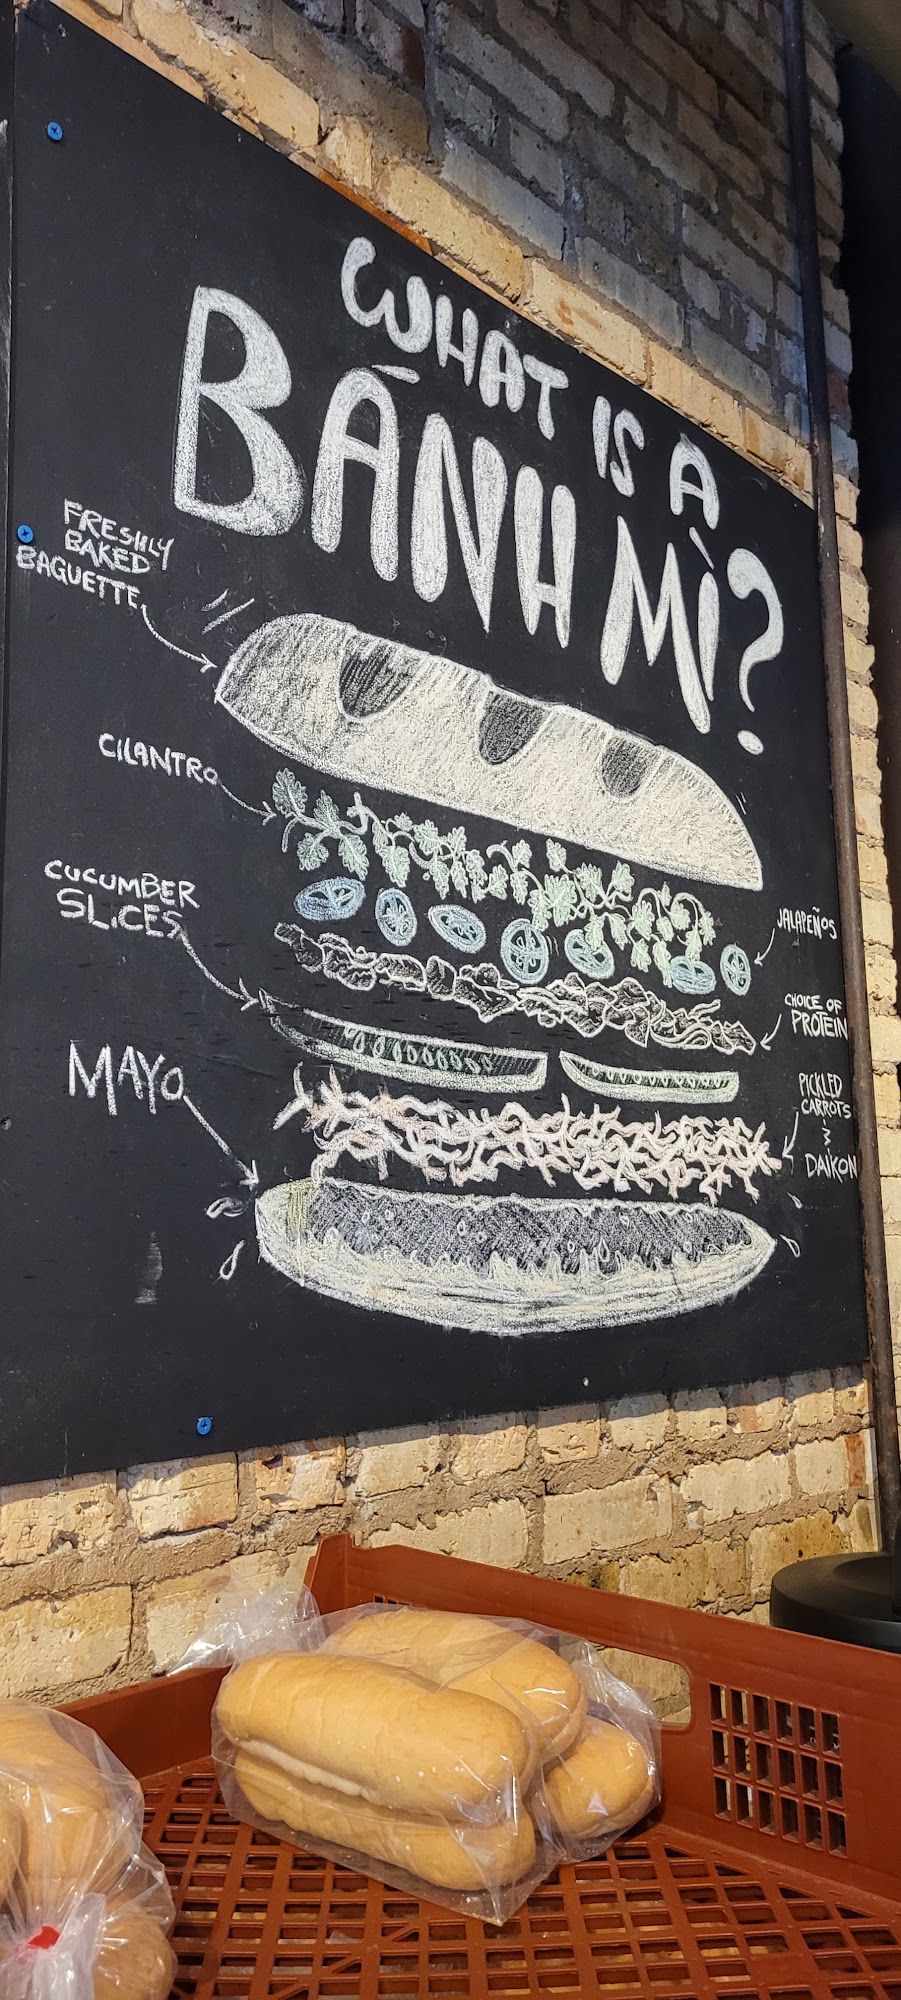 WHAT IS A
BÁNH MÌ?
FRESHLY
BAKED
BAGUETTE
CILANTRO
CUCUMBER
SLICES
MAYO
JALAPEÑOS
CHOICE OF
PROTEIN
PICKLED
CARROTS
&
DAIKON